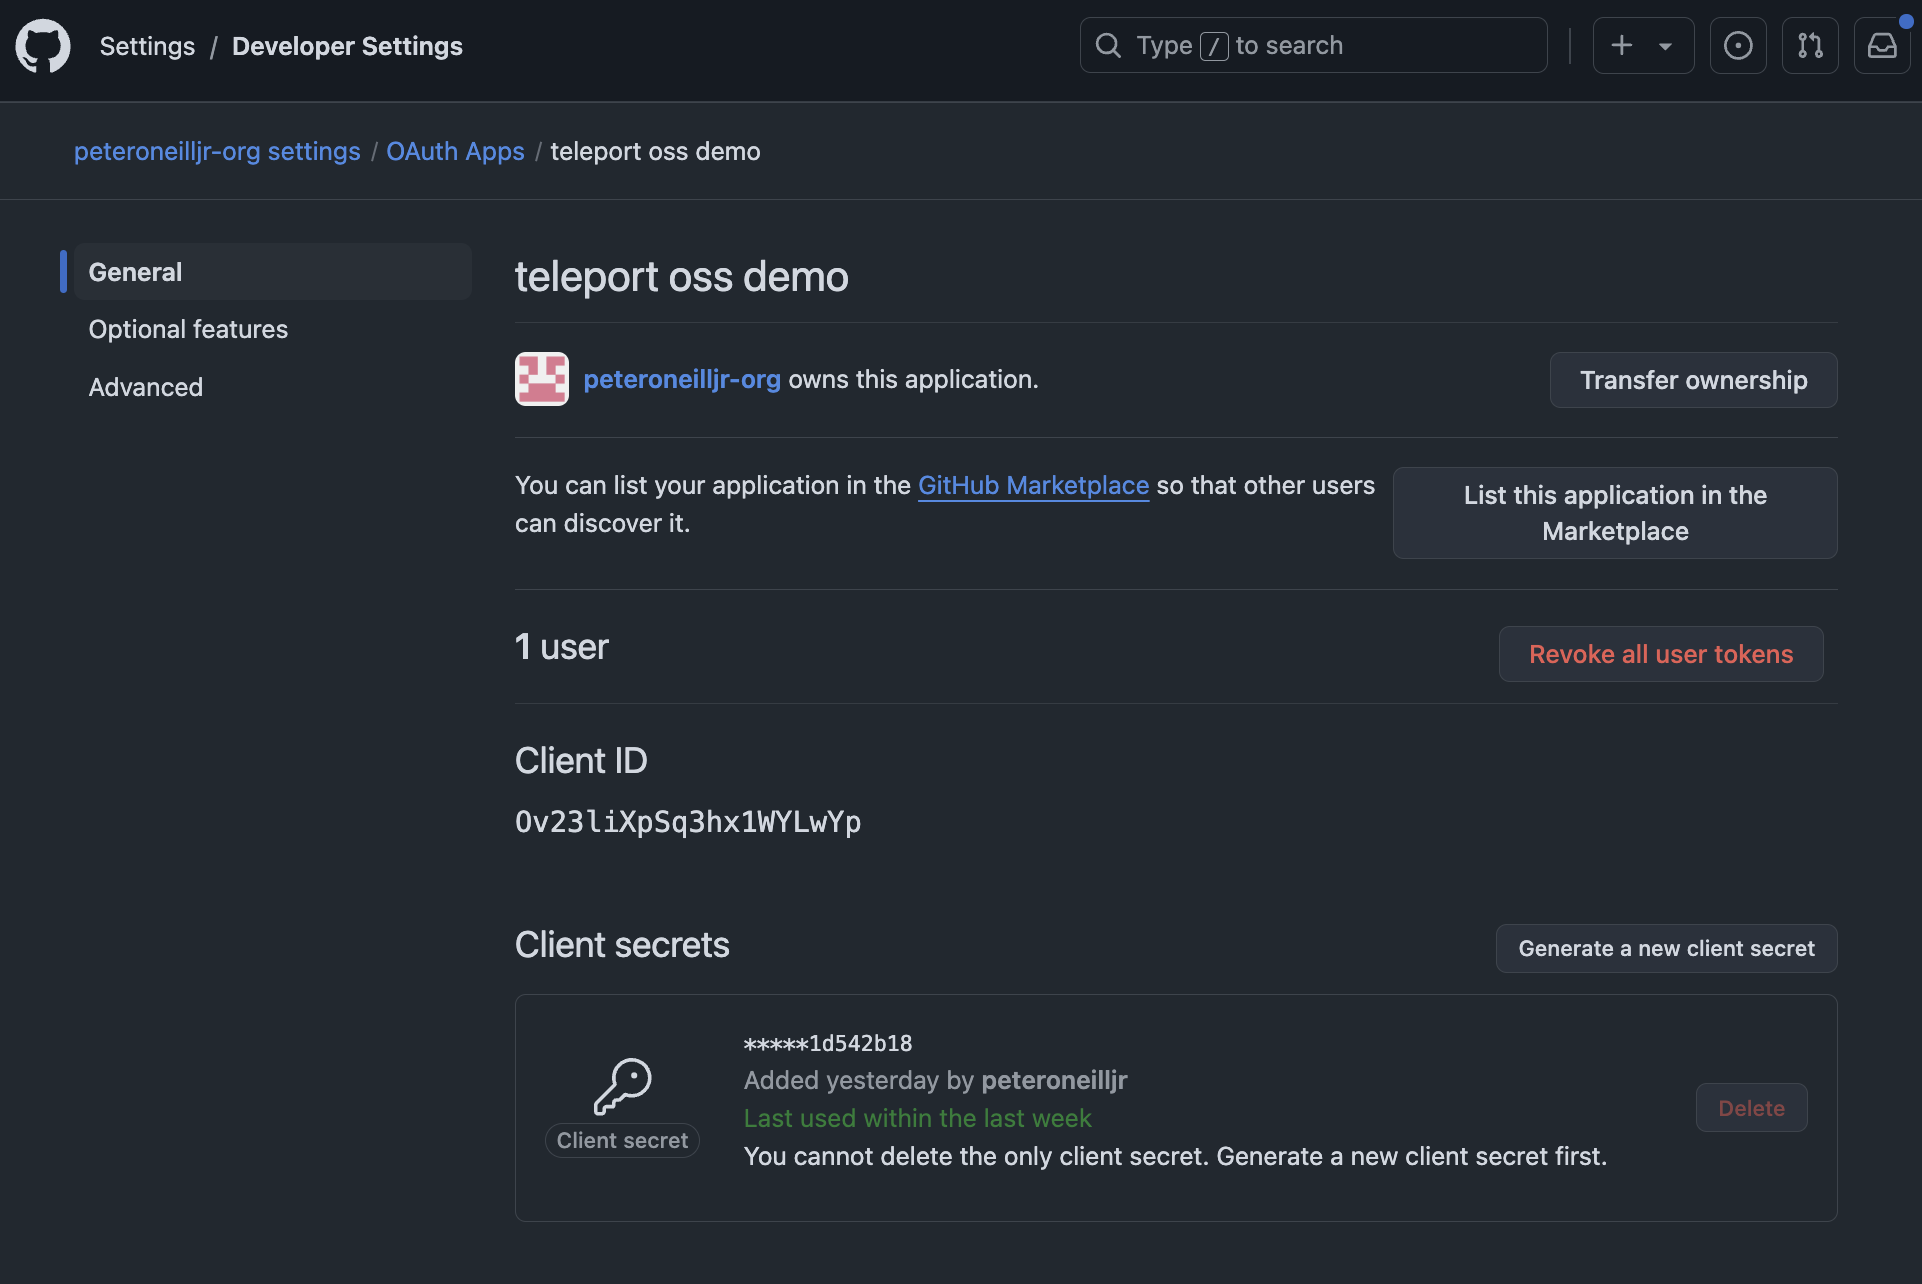 Settings / Developer Settings
Type / to search
peteroneilljr-org settings / OAuth Apps / teleport oss demo
General
Optional features
Advanced
teleport oss demo
peteroneilljr-org owns this application.
Transfer ownership
You can list your application in the GitHub Marketplace so that other users
can discover it.
List this application in the
Marketplace
1 user
Revoke all user tokens
Client ID
Ov23liXpSq3hx1WYLwYp
Client secrets
Generate a new client secret
*****1d542b18
Added yesterday by peteroneilljr
Last used within the last week
You cannot delete the only client secret. Generate a new client secret first.
Client secret
Delete